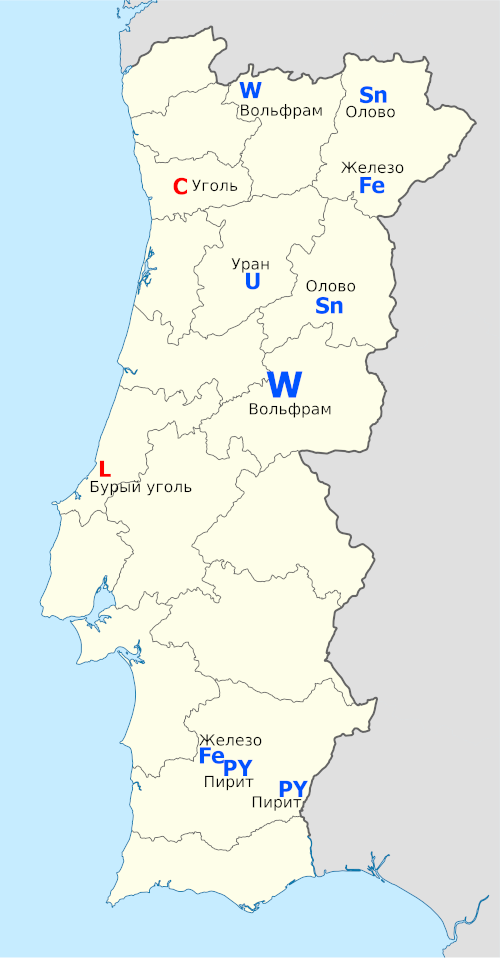 W
Вольфрам
Sn
Олово
Железо
Fe
C Уголь
Уран
U
Олово
Sn
W
Вольфрам
L
Бурый уголь
Железо
Fe
PY
Пирит
PY
Пирит